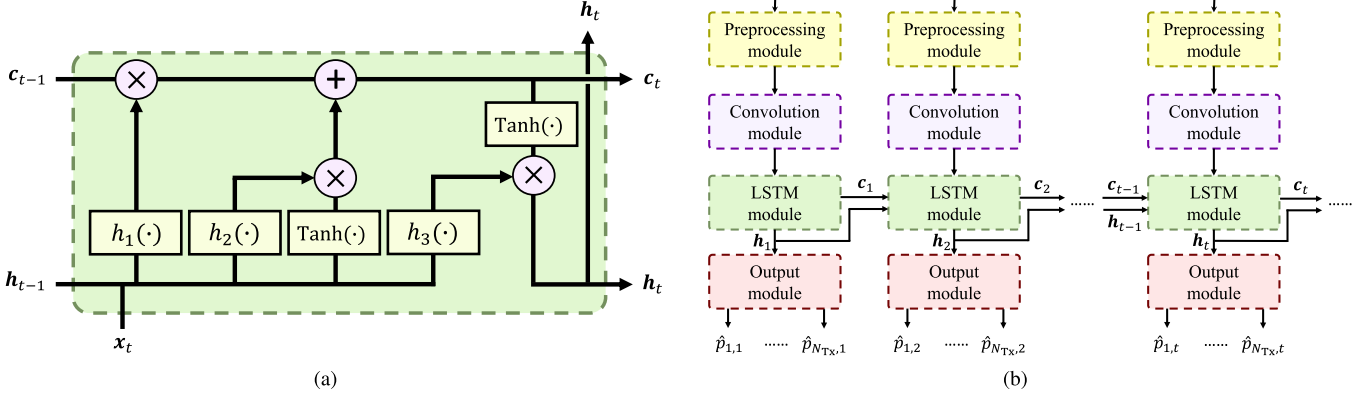 h_t
c_{t−1}
×
+
c_t
Tanh(·)
×
×
h_1(·)
h_2(·)
Tanh(·)
h_3(·)
h_{t−1}
h_t
x_t
(a)
Preprocessing
module
Convolution
module
LSTM
module
c_1
h_1
Output
module
p̂_{1,1} ...... p̂_{N_Tx,1}
Preprocessing
module
Convolution
module
LSTM
module
c_2
......
h_2
Output
module
p̂_{1,2} ...... p̂_{N_Tx,2}
Preprocessing
module
Convolution
module
c_{t−1}
h_{t−1}
LSTM
module
c_t
......
h_t
Output
module
p̂_{1,t} ...... p̂_{N_Tx,t}
(b)